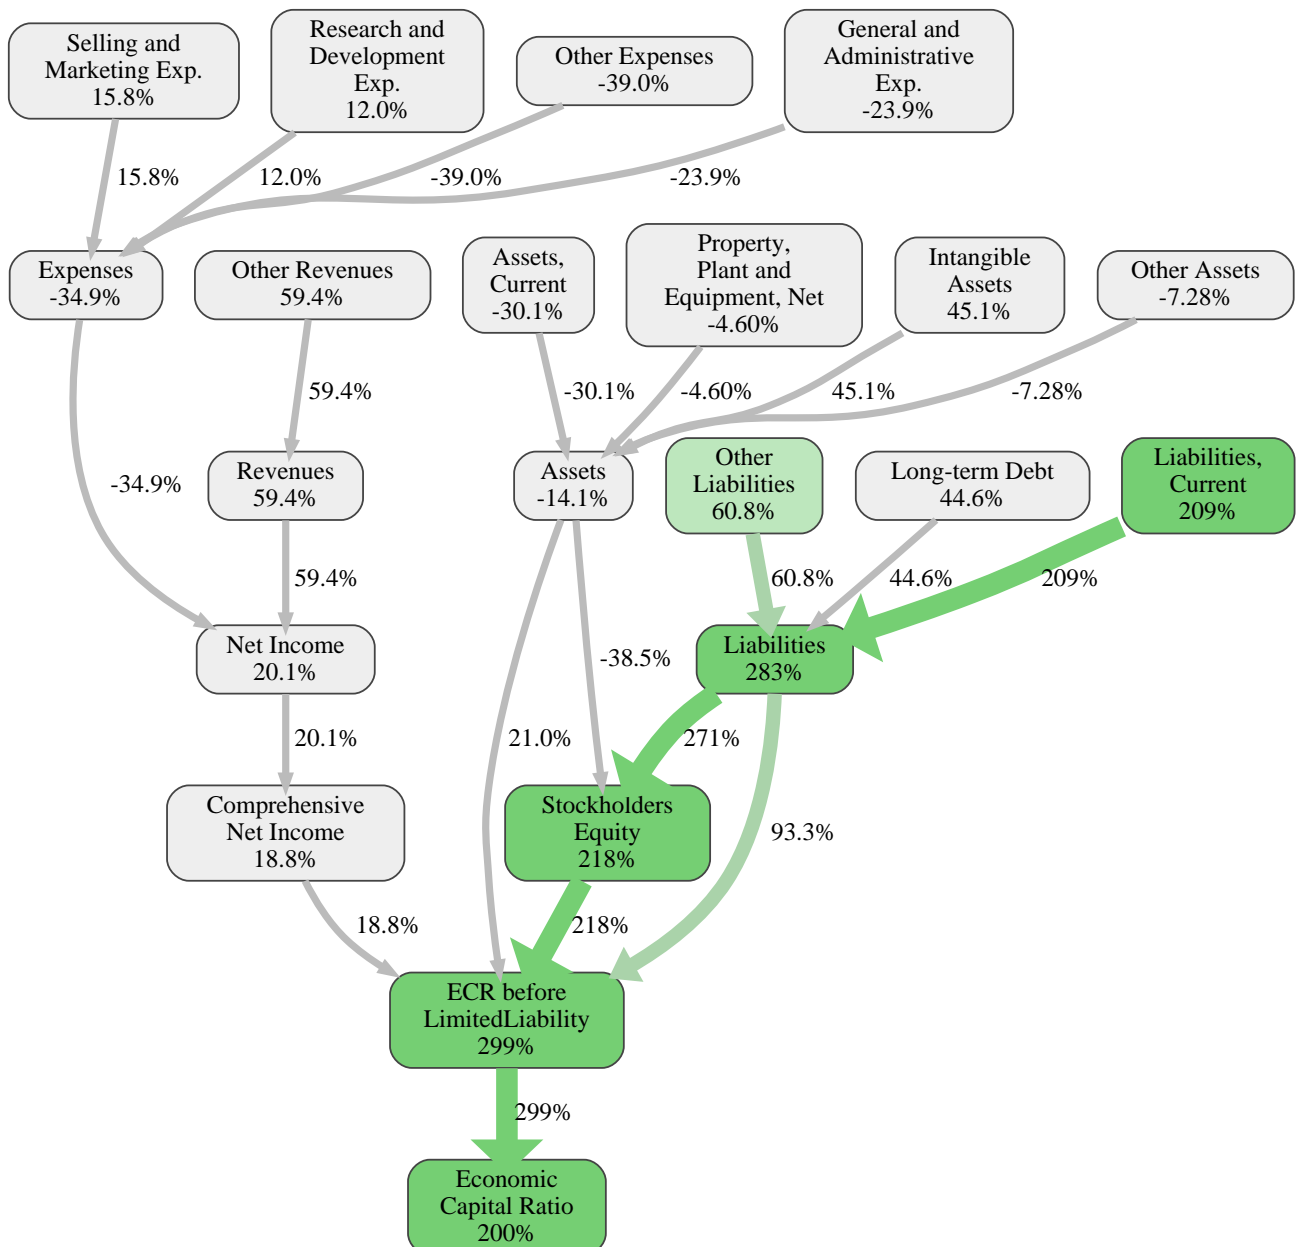 Selling and
Marketing Exp.
15.8%
Research and
Development
Exp.
12.0%
Other Expenses
-39.0%
General and
Administrative
Exp.
-23.9%
15.8%
12.0%
-39.0%
-23.9%
Expenses
-34.9%
Other Revenues
59.4%
Assets,
Current
-30.1%
Property,
Plant and
Equipment, Net
-4.60%
Intangible
Assets
45.1%
Other Assets
-7.28%
59.4%
-30.1%
-4.60%
45.1%
-7.28%
-34.9%
Revenues
59.4%
Assets
-14.1%
Other
Liabilities
60.8%
Long-term Debt
44.6%
Liabilities,
Current
209%
59.4%
60.8%
44.6%
209%
Net Income
20.1%
-38.5%
Liabilities
283%
20.1%
21.0%
271%
Comprehensive
Net Income
18.8%
Stockholders
Equity
218%
93.3%
18.8%
218%
ECR before
LimitedLiability
299%
299%
Economic
Capital Ratio
200%